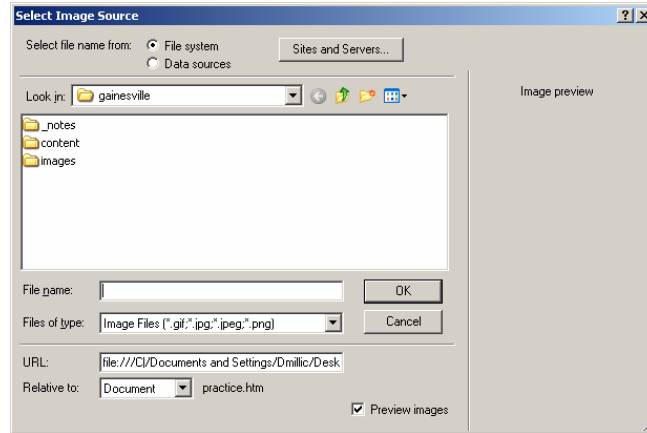 Select Image Source
Select file name from: File system Sites and Servers...
Data sources
Look in: gainesville Image preview
_notes
content
images
File name: OK
Files of type: Image Files (*.gif;*.jpg;*.jpeg;*.png) Cancel
URL: file:///C|/Documents and Settings/Dmillic/Desk
Relative to: Document practice.htm
Preview images